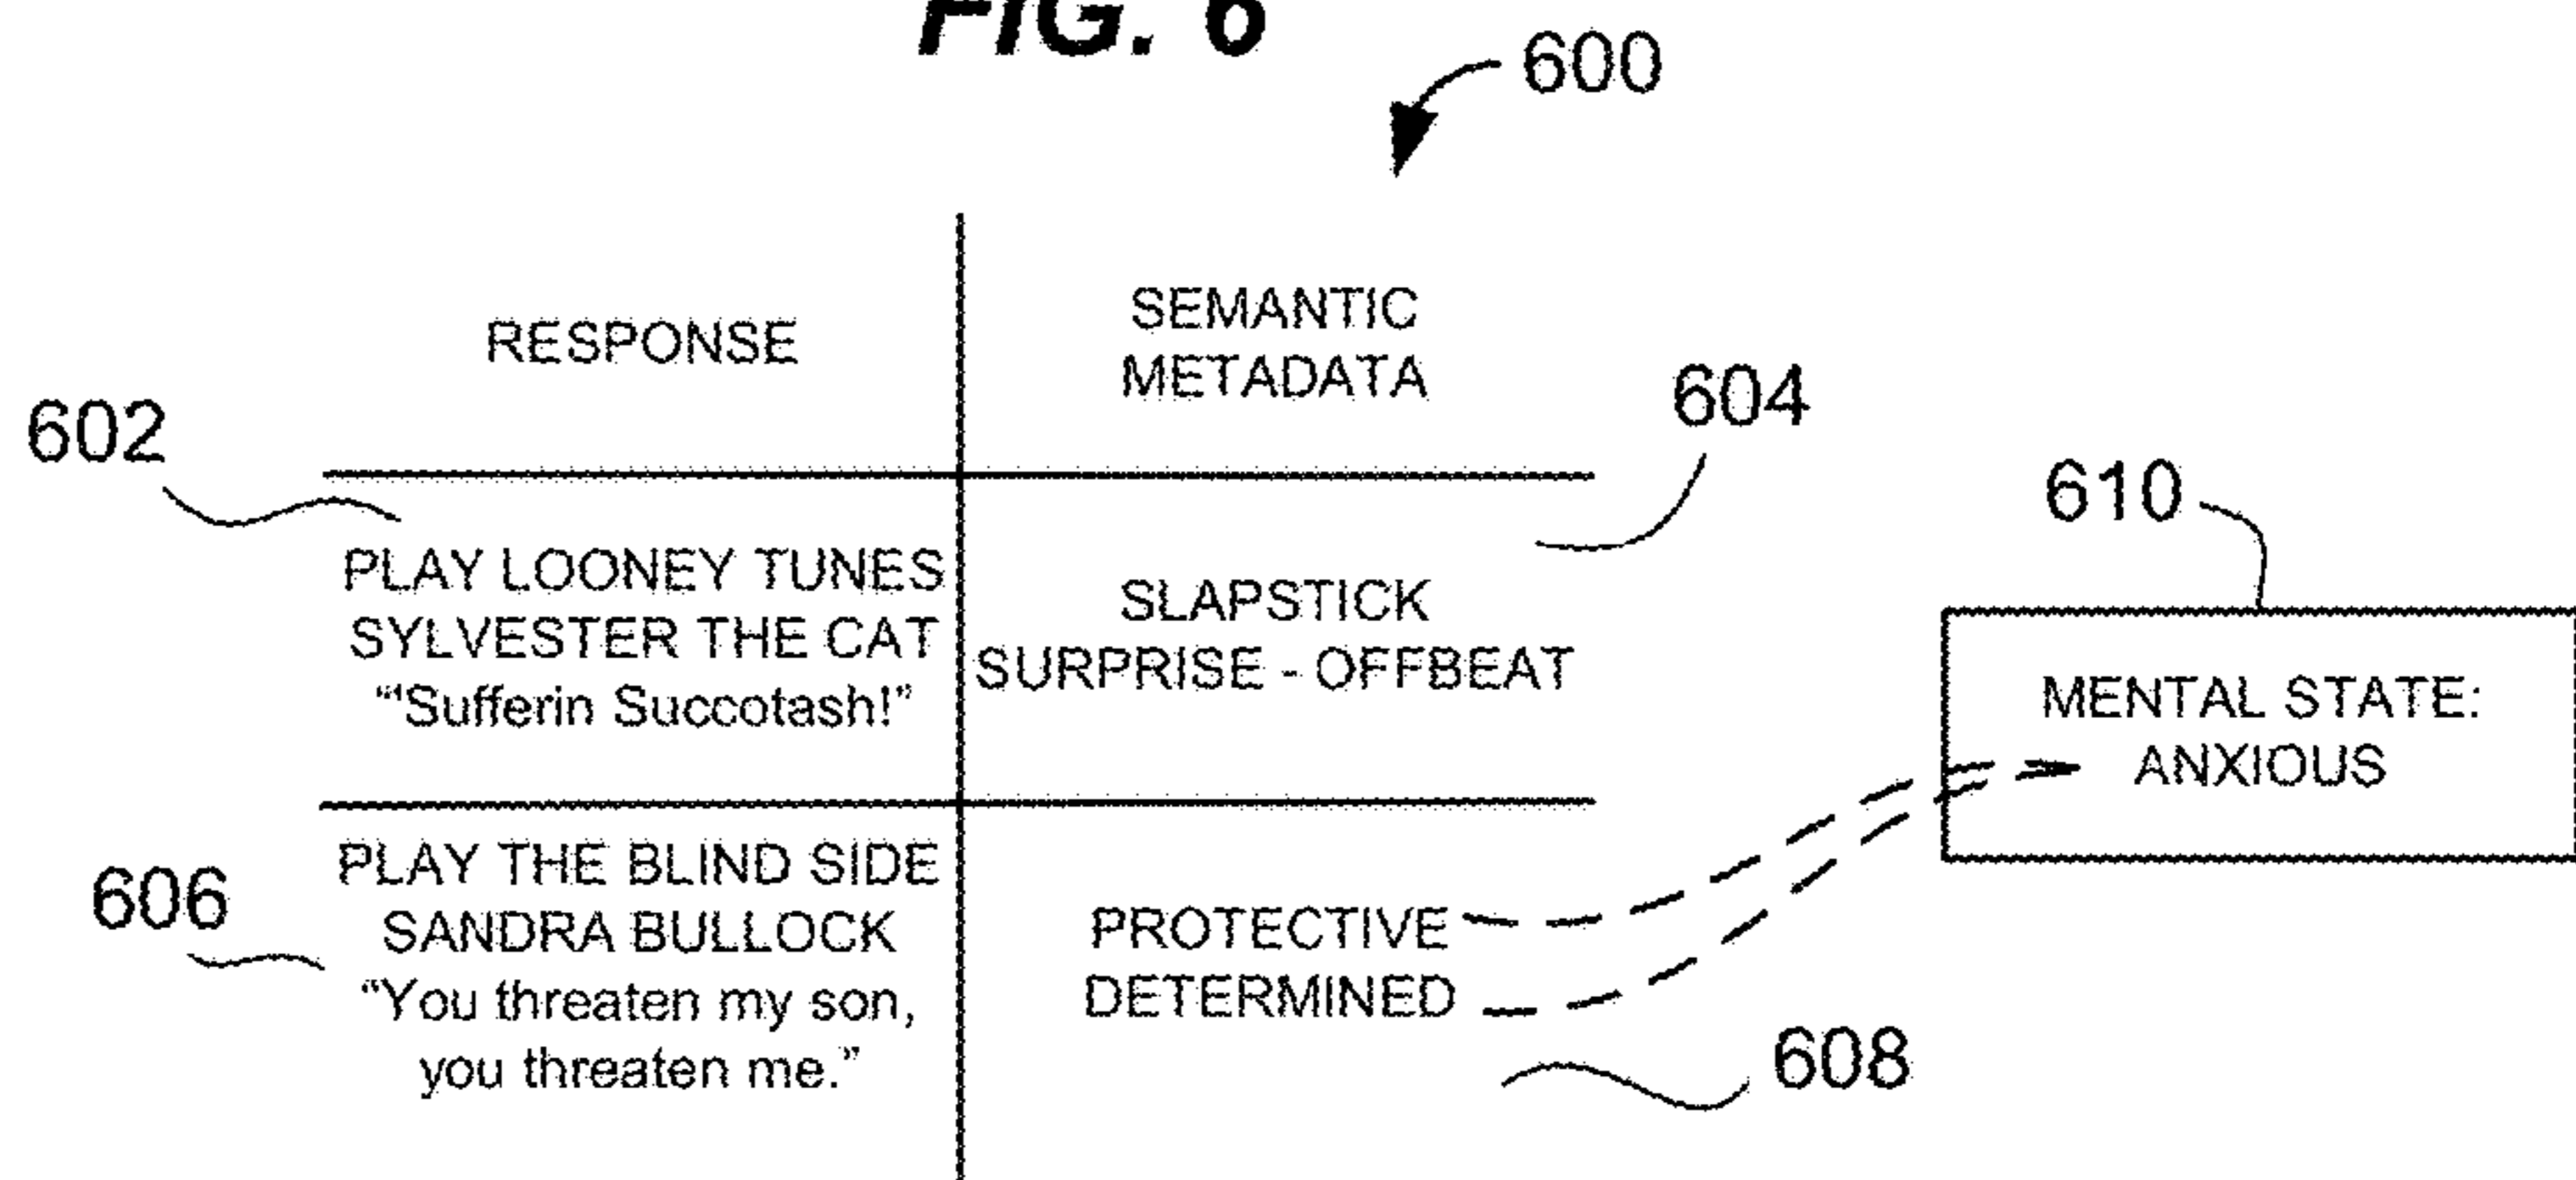 FIG. 6
600
RESPONSE
SEMANTIC
METADATA
602
604
610
PLAY LOONEY TUNES
SYLVESTER THE CAT
“‘Sufferin Succotash!”
SLAPSTICK
SURPRISE - OFFBEAT
MENTAL STATE:
ANXIOUS
606
PLAY THE BLIND SIDE
SANDRA BULLOCK
“You threaten my son,
you threaten me.”
PROTECTIVE
DETERMINED
608